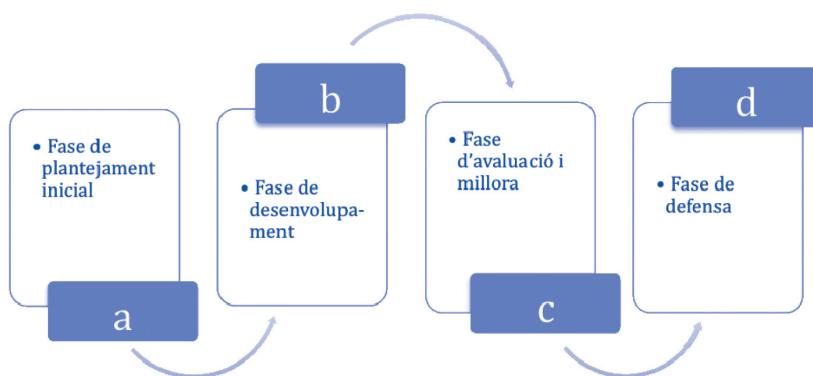 • Fase de
plantejament
inicial
a
b
• Fase de
desenvolupa-
ment
• Fase
d'avaluació i
millora
c
d
• Fase de
defensa